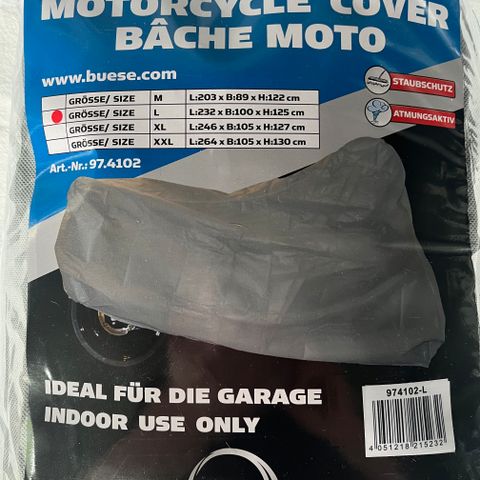 MOTORCYCLE COVER
BÂCHE MOTO
www.buese.com
GRÖSSE/ SIZE M L:203 x B:89 x H:122 cm
GRÖSSE/ SIZE L L:232 x B:100 x H:125 cm
GRÖSSE/ SIZE XL L:246 x B:105 x H:127 cm
GRÖSSE/ SIZE XXL L:264 x B:105 x H:130 cm
Art.-Nr.: 97.4102
STAUBSCHUTZ
ATMUNGSAKTIV
IDEAL FÜR DIE GARAGE
INDOOR USE ONLY
974102-L
4 051218 215232